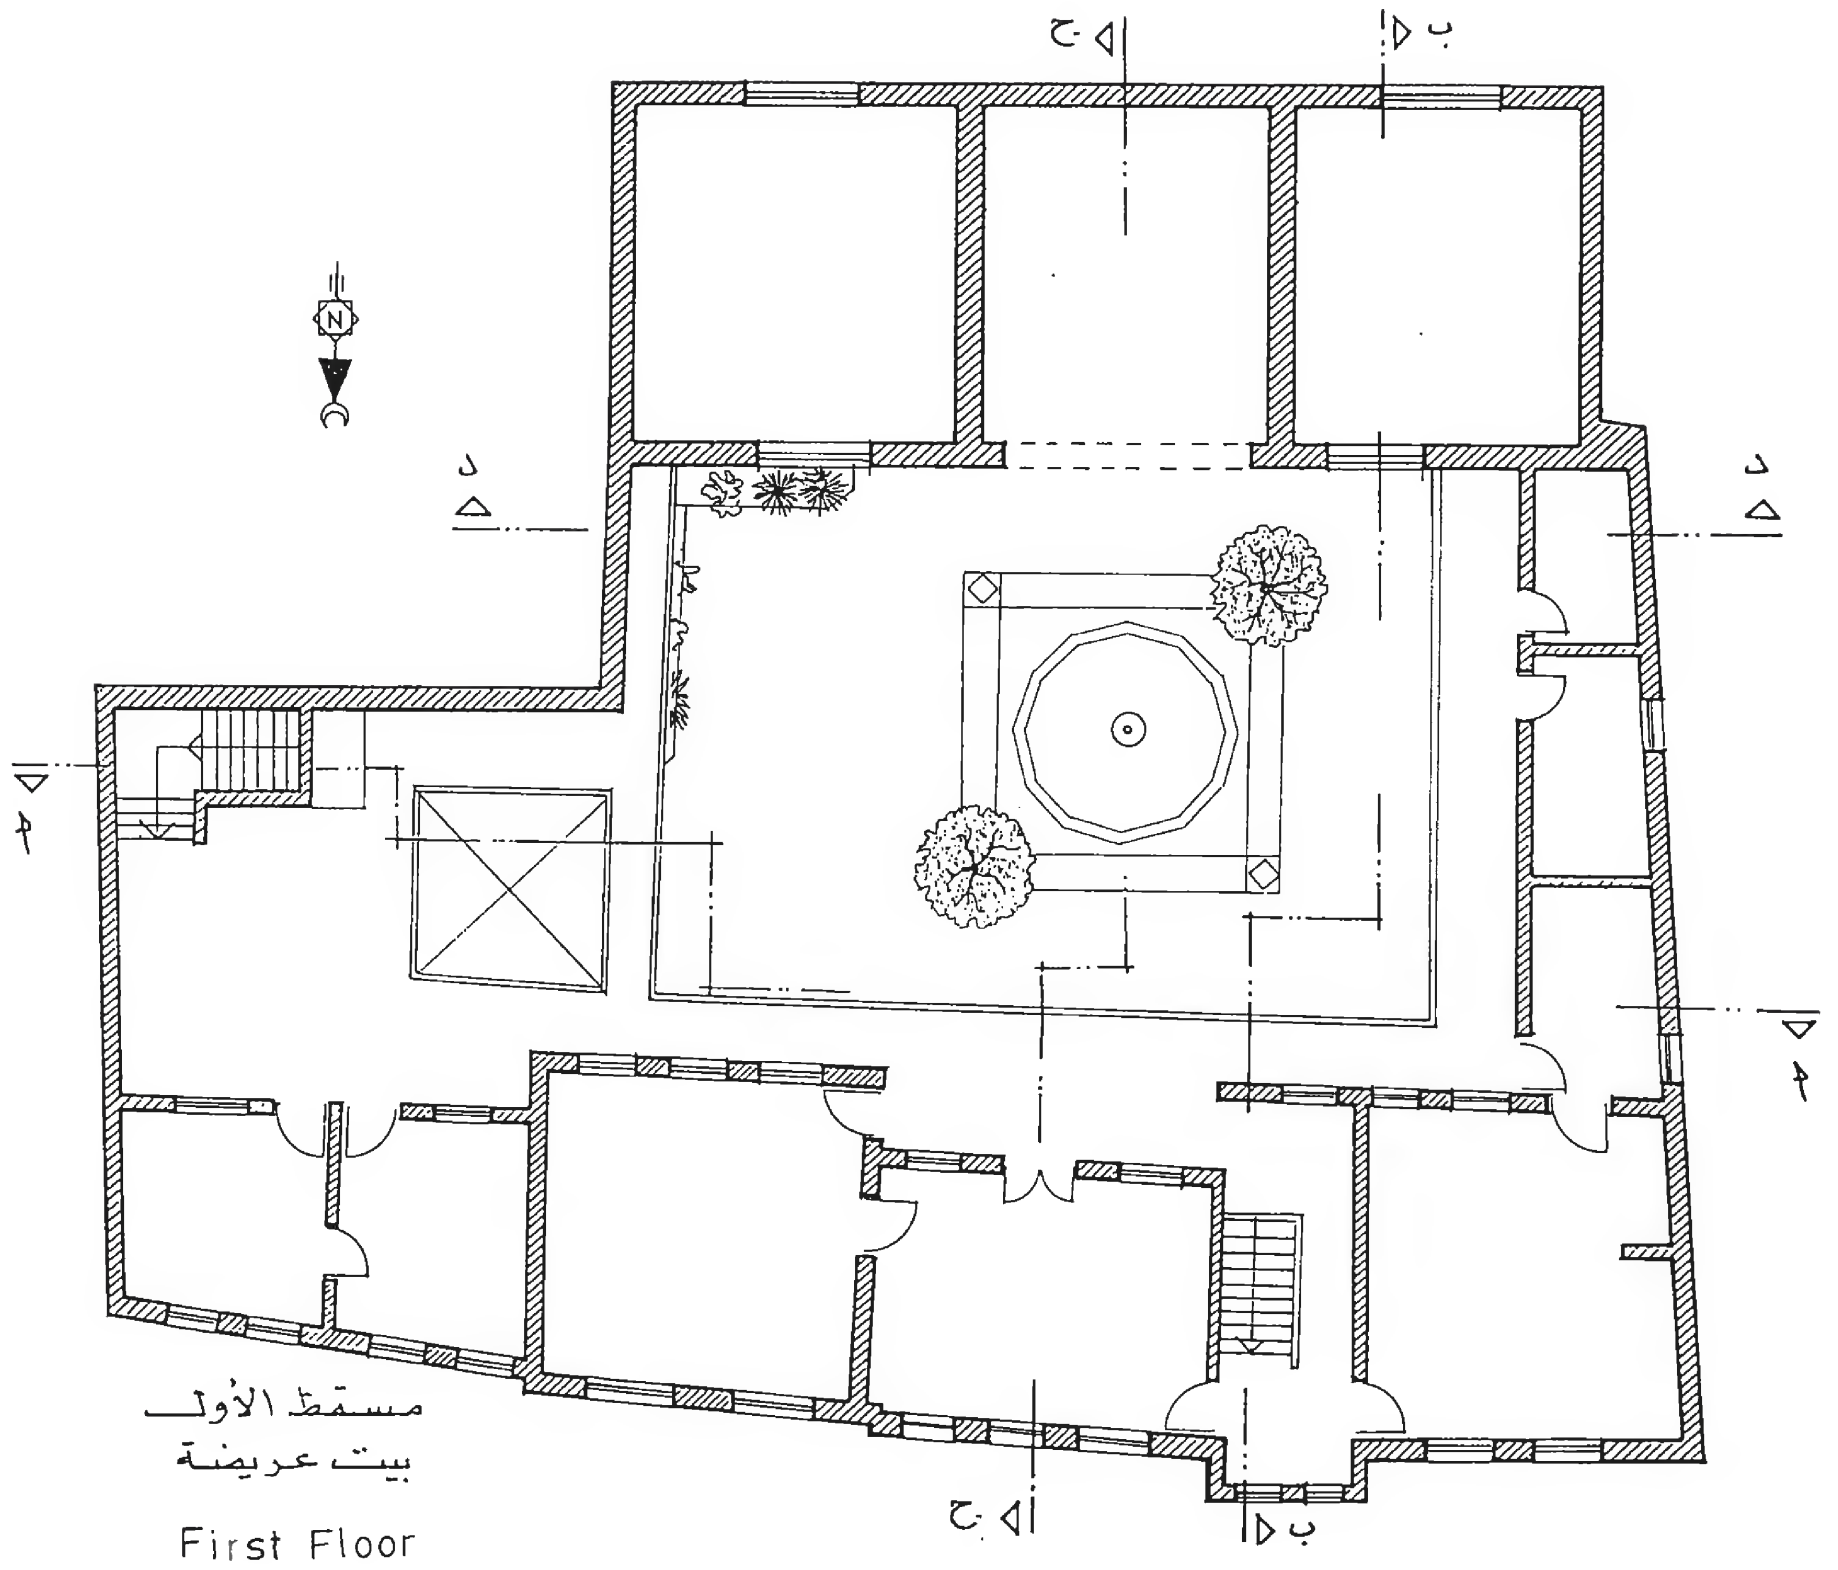 ج ب
N
د د
م م
مسقط الأول
بيت عريضة
First Floor
ج ب